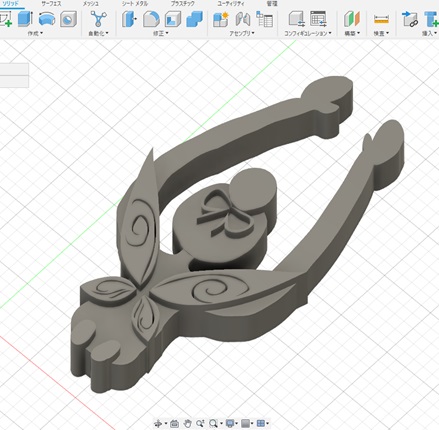 ソリッド サーフェス メッシュ シート メタル プラスチック ユーティリティ 管理
作成 自動化 修正 アセンブリ コンフィギュレーション 構築 検査 挿入